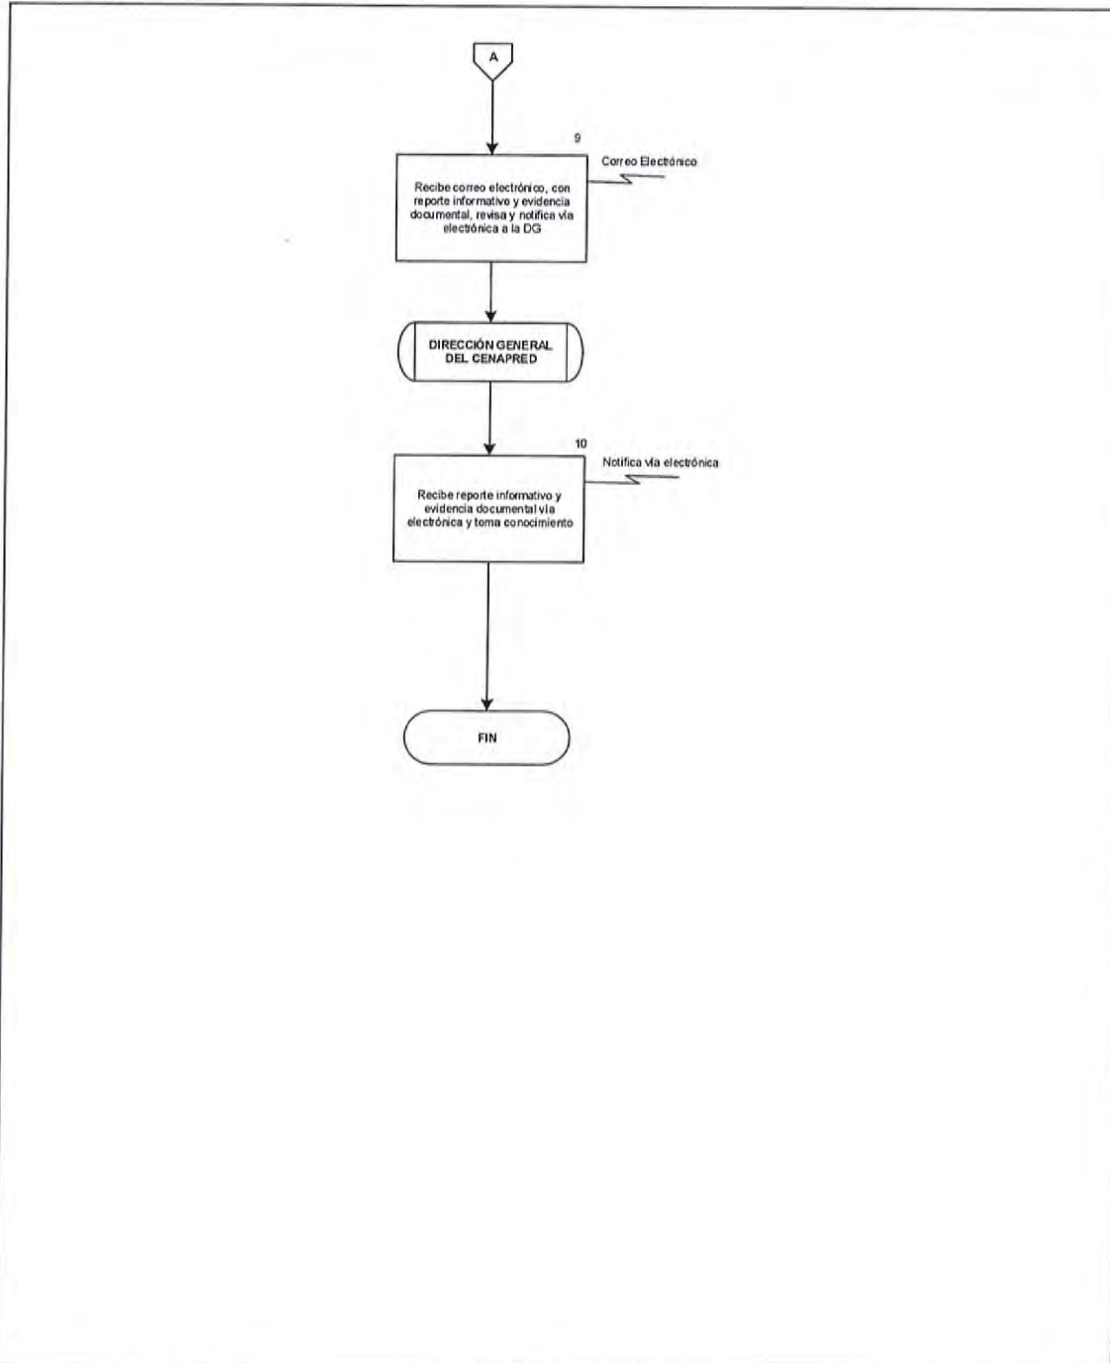 A
9
Correo Electrónico
Recibe correo electrónico, con
reporte informativo y evidencia
documental, revisa y notifica vía
electrónica a la DG
DIRECCIÓN GENERAL
DEL CENAPRED
10
Notifica vía electrónica
Recibe reporte informativo y
evidencia documental vía
electrónica y toma conocimiento
FIN